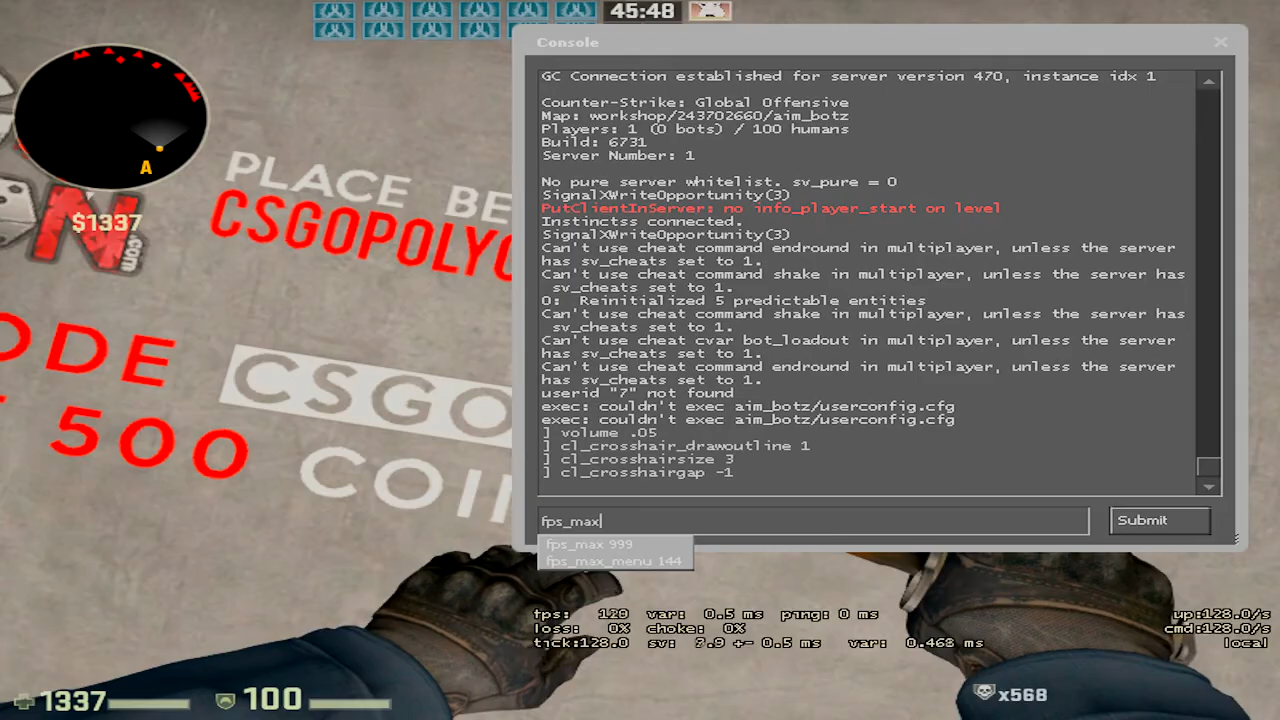 45:48
Console
GC Connection established for server version 470, instance idx 1
Counter-Strike: Global Offensive
Map: workshop/243702660/aim_botz
Players: 1 (0 bots) / 100 humans
Build: 6731
Server Number: 1
No pure server whitelist. sv_pure = 0
SignalXWriteOpportunity(3)
PutClientInServer: no info_player_start on level
Instinctss connected.
SignalXWriteOpportunity(3)
Can't use cheat command endround in multiplayer, unless the server
has sv_cheats set to 1.
Can't use cheat command shake in multiplayer, unless the server has
sv_cheats set to 1.
0:  Reinitialized 5 predictable entities
Can't use cheat command shake in multiplayer, unless the server has
sv_cheats set to 1.
Can't use cheat cvar bot_loadout in multiplayer, unless the server
has sv_cheats set to 1.
Can't use cheat command endround in multiplayer, unless the server
has sv_cheats set to 1.
userid "7" not found
exec: couldn't exec aim_botz/userconfig.cfg
exec: couldn't exec aim_botz/userconfig.cfg
] volume .05
] cl_crosshair_drawoutline 1
] cl_crosshairsize 3
] cl_crosshairgap -1
fps_max
Submit
fps_max 999
fps_max_menu 144
A
$1337
.com
PLACE BE
CSGOPOLYG
ODE CSGO
500 COIN
fps: 129 var: 0.5 ms ping: 0 ms
loss: 0% choke: 0%
tick:128.0 sv: 7.9 +- 0.5 ms var: 0.468 ms
up:128.0/s
cmd:128.0/s
local
1337
100
x568